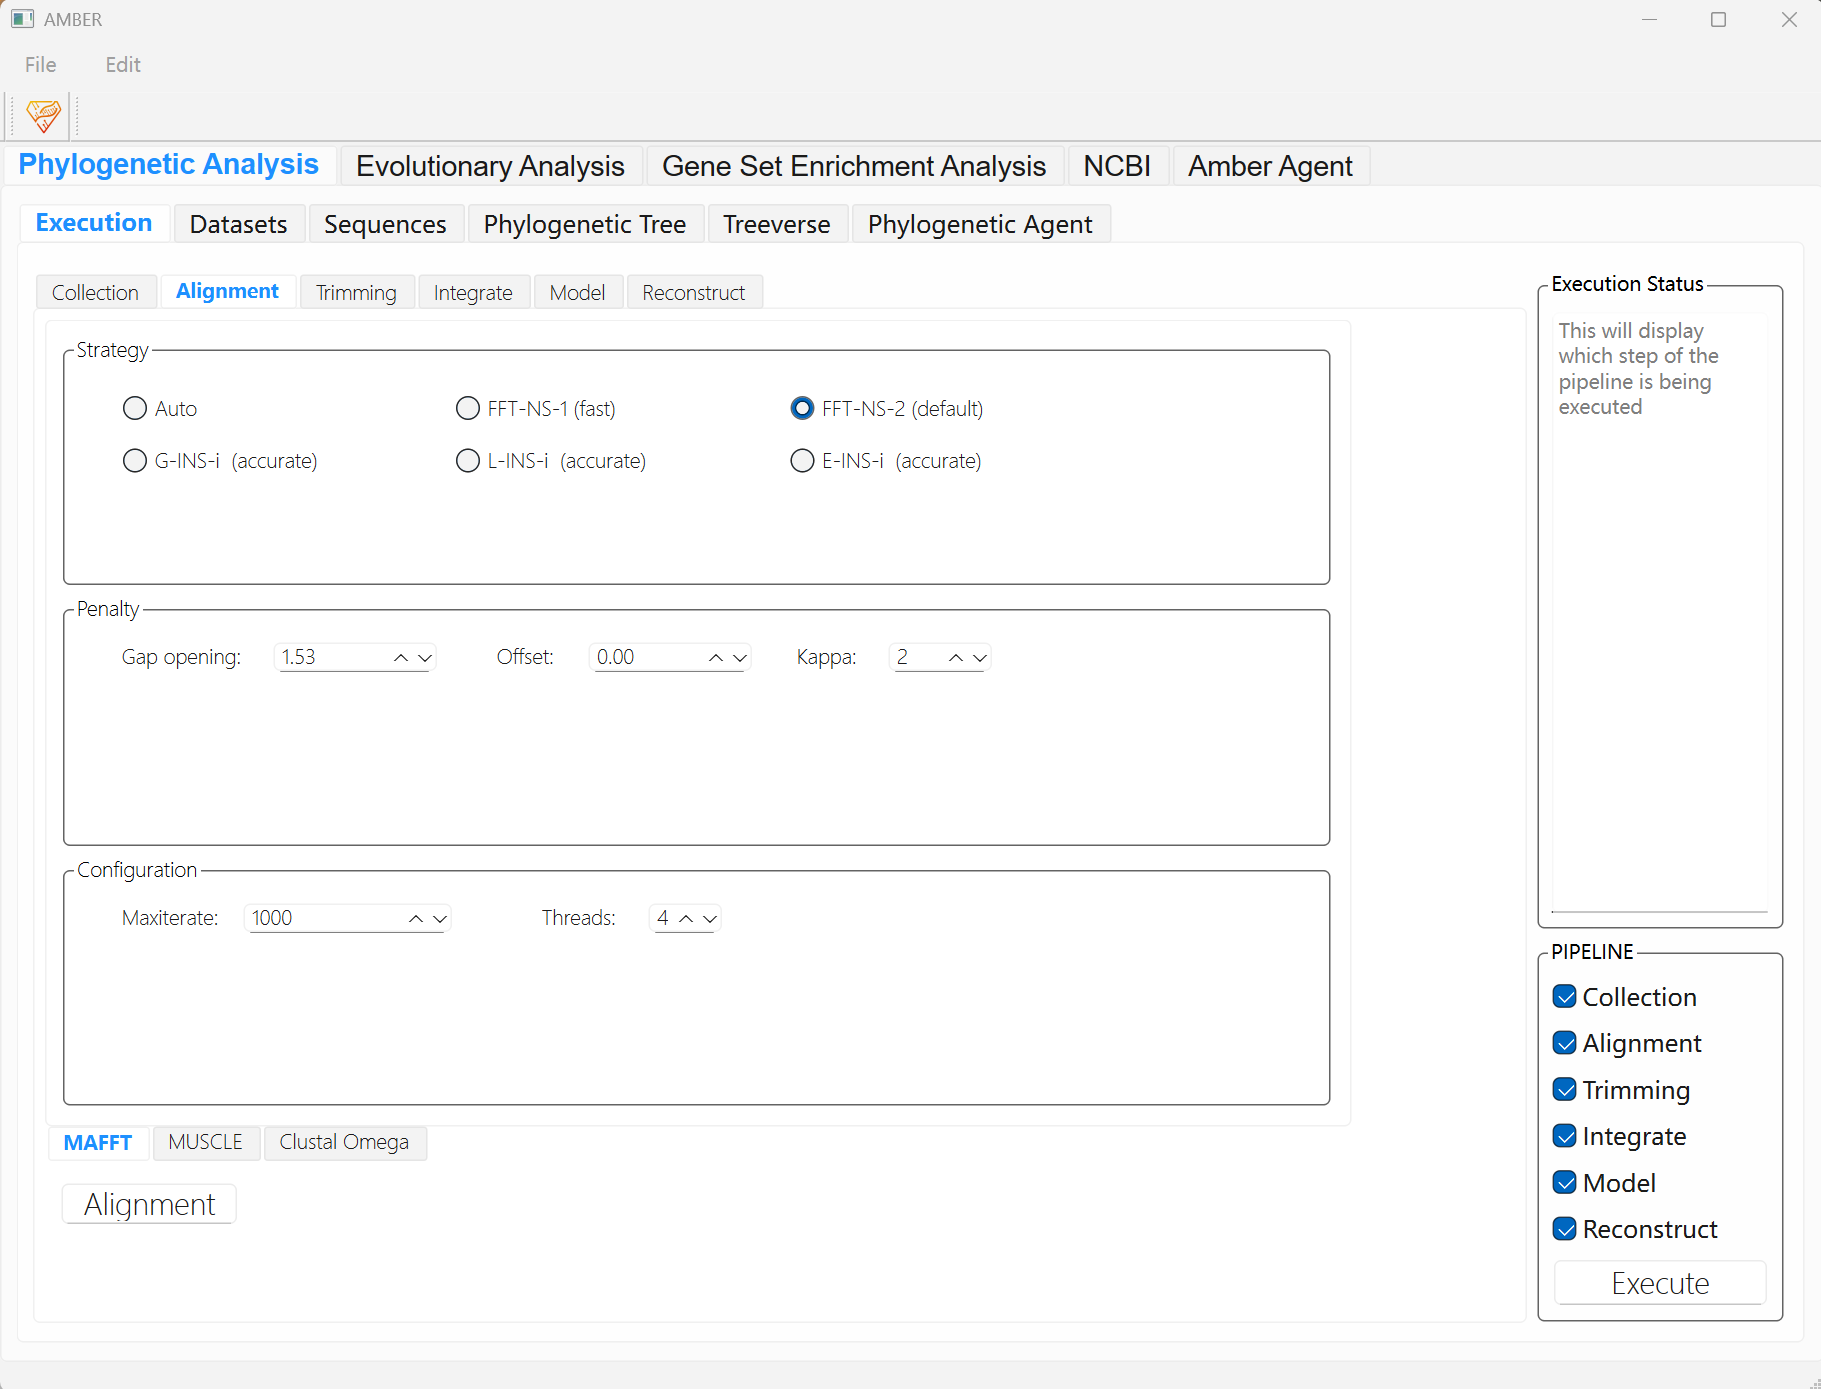 AMBER
File Edit
Phylogenetic Analysis Evolutionary Analysis Gene Set Enrichment Analysis NCBI Amber Agent
Execution Datasets Sequences Phylogenetic Tree Treeverse Phylogenetic Agent
Collection Alignment Trimming Integrate Model Reconstruct
Strategy
Auto FFT-NS-1 (fast) FFT-NS-2 (default)
G-INS-i (accurate) L-INS-i (accurate) E-INS-i (accurate)
Penalty
Gap opening: 1.53 Offset: 0.00 Kappa: 2
Configuration
Maxiterate: 1000 Threads: 4
MAFFT MUSCLE Clustal Omega
Alignment
Execution Status
This will display
which step of the
pipeline is being
executed
PIPELINE
Collection
Alignment
Trimming
Integrate
Model
Reconstruct
Execute